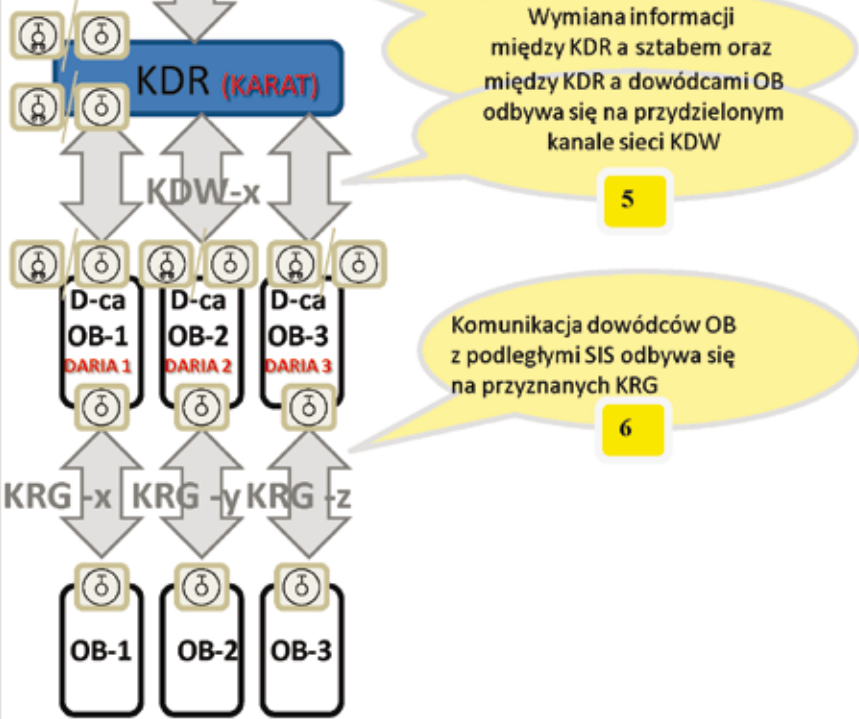 Wymiana informacji
między KDR a sztabem oraz
między KDR a dowódcami OB
odbywa się na przydzielonym
kanale sieci KDW
5
KDR (KARAT)
KDW-x
D-ca
OB-1
DARIA 1
D-ca
OB-2
DARIA 2
D-ca
OB-3
DARIA 3
Komunikacja dowódców OB
z podległymi SIS odbywa się
na przyznanych KRG
6
KRG -x
KRG -y
KRG -z
OB-1
OB-2
OB-3